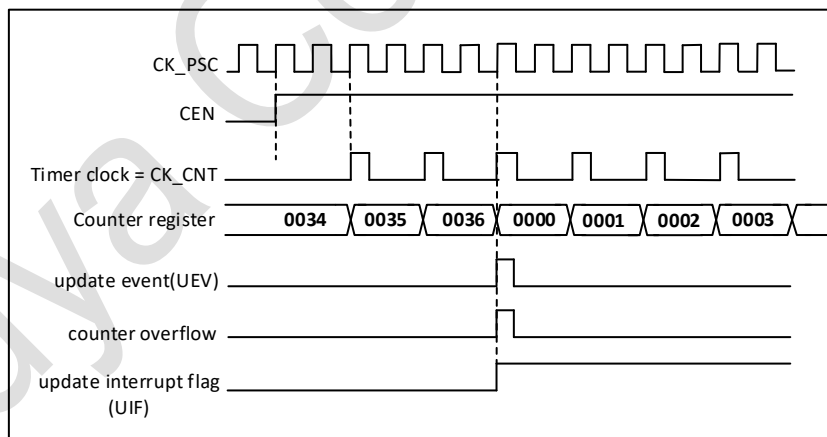 CK_PSC
CEN
Timer clock = CK_CNT
Counter register 0034 0035 0036 0000 0001 0002 0003
update event(UEV)
counter overflow
update interrupt flag
(UIF)